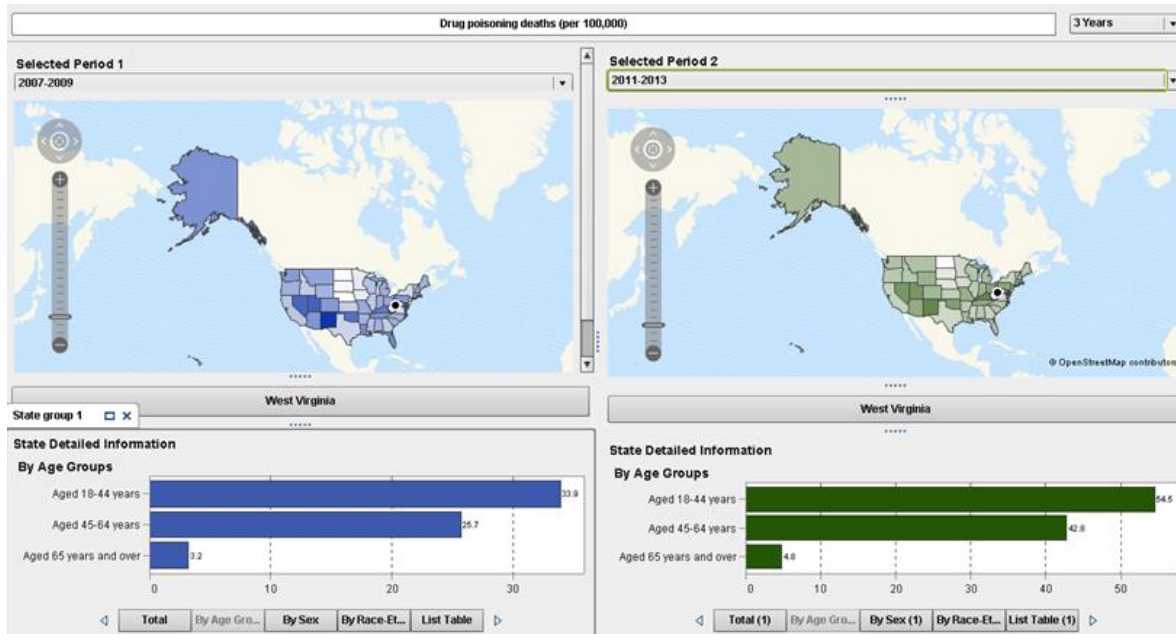 Drug poisoning deaths (per 100,000)
3 Years
Selected Period 1
2007-2009
Selected Period 2
2011-2013
© OpenStreetMap contributors
West Virginia
West Virginia
State group 1
State Detailed Information
By Age Groups
Aged 18-44 years
33.9
Aged 45-64 years
25.7
Aged 65 years and over
3.2
0 10 20 30
Total By Age Gro... By Sex By Race-Et... List Table
State Detailed Information
By Age Groups
Aged 18-44 years
54.5
Aged 45-64 years
42.8
Aged 65 years and over
4.8
0 10 20 30 40 50
Total (1) By Age Gro... By Sex (1) By Race-Et... List Table (1)